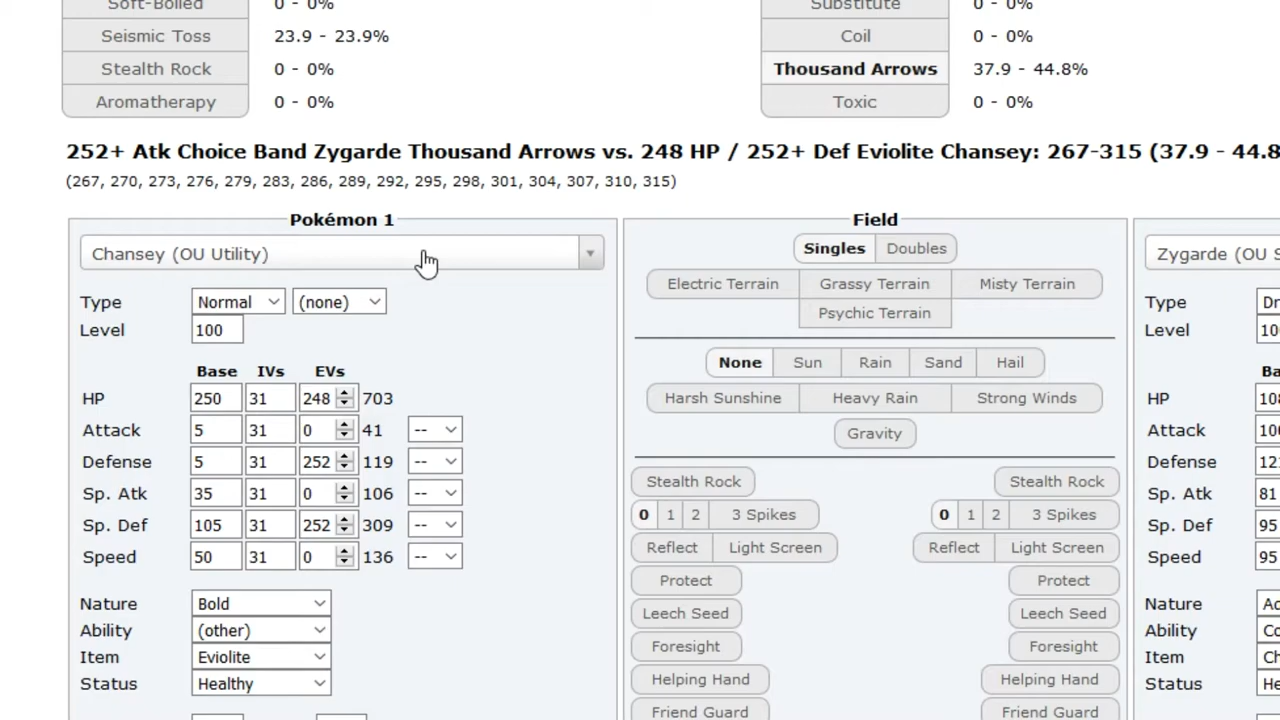 Soft-Boiled 0 - 0% Substitute 0 - 0%
Seismic Toss 23.9 - 23.9% Coil 0 - 0%
Stealth Rock 0 - 0% Thousand Arrows 37.9 - 44.8%
Aromatherapy 0 - 0% Toxic 0 - 0%
252+ Atk Choice Band Zygarde Thousand Arrows vs. 248 HP / 252+ Def Eviolite Chansey: 267-315 (37.9 - 44.8
(267, 270, 273, 276, 279, 283, 286, 289, 292, 295, 298, 301, 304, 307, 310, 315)
Pokémon 1
Chansey (OU Utility)
Type Normal (none)
Level 100
Base IVs EVs
HP 250 31 248 703
Attack 5 31 0 41 --
Defense 5 31 252 119 --
Sp. Atk 35 31 0 106 --
Sp. Def 105 31 252 309 --
Speed 50 31 0 136 --
Nature Bold
Ability (other)
Item Eviolite
Status Healthy
Field
Singles Doubles
Electric Terrain Grassy Terrain Misty Terrain
Psychic Terrain
None Sun Rain Sand Hail
Harsh Sunshine Heavy Rain Strong Winds
Gravity
Stealth Rock Stealth Rock
0 1 2 3 Spikes 0 1 2 3 Spikes
Reflect Light Screen Reflect Light Screen
Protect Protect
Leech Seed Leech Seed
Foresight Foresight
Helping Hand Helping Hand
Friend Guard Friend Guard
Zygarde (OU S
Type Dr
Level 10
Ba
HP 108
Attack 100
Defense 121
Sp. Atk 81
Sp. Def 95
Speed 95
Nature Ad
Ability Co
Item Ch
Status He